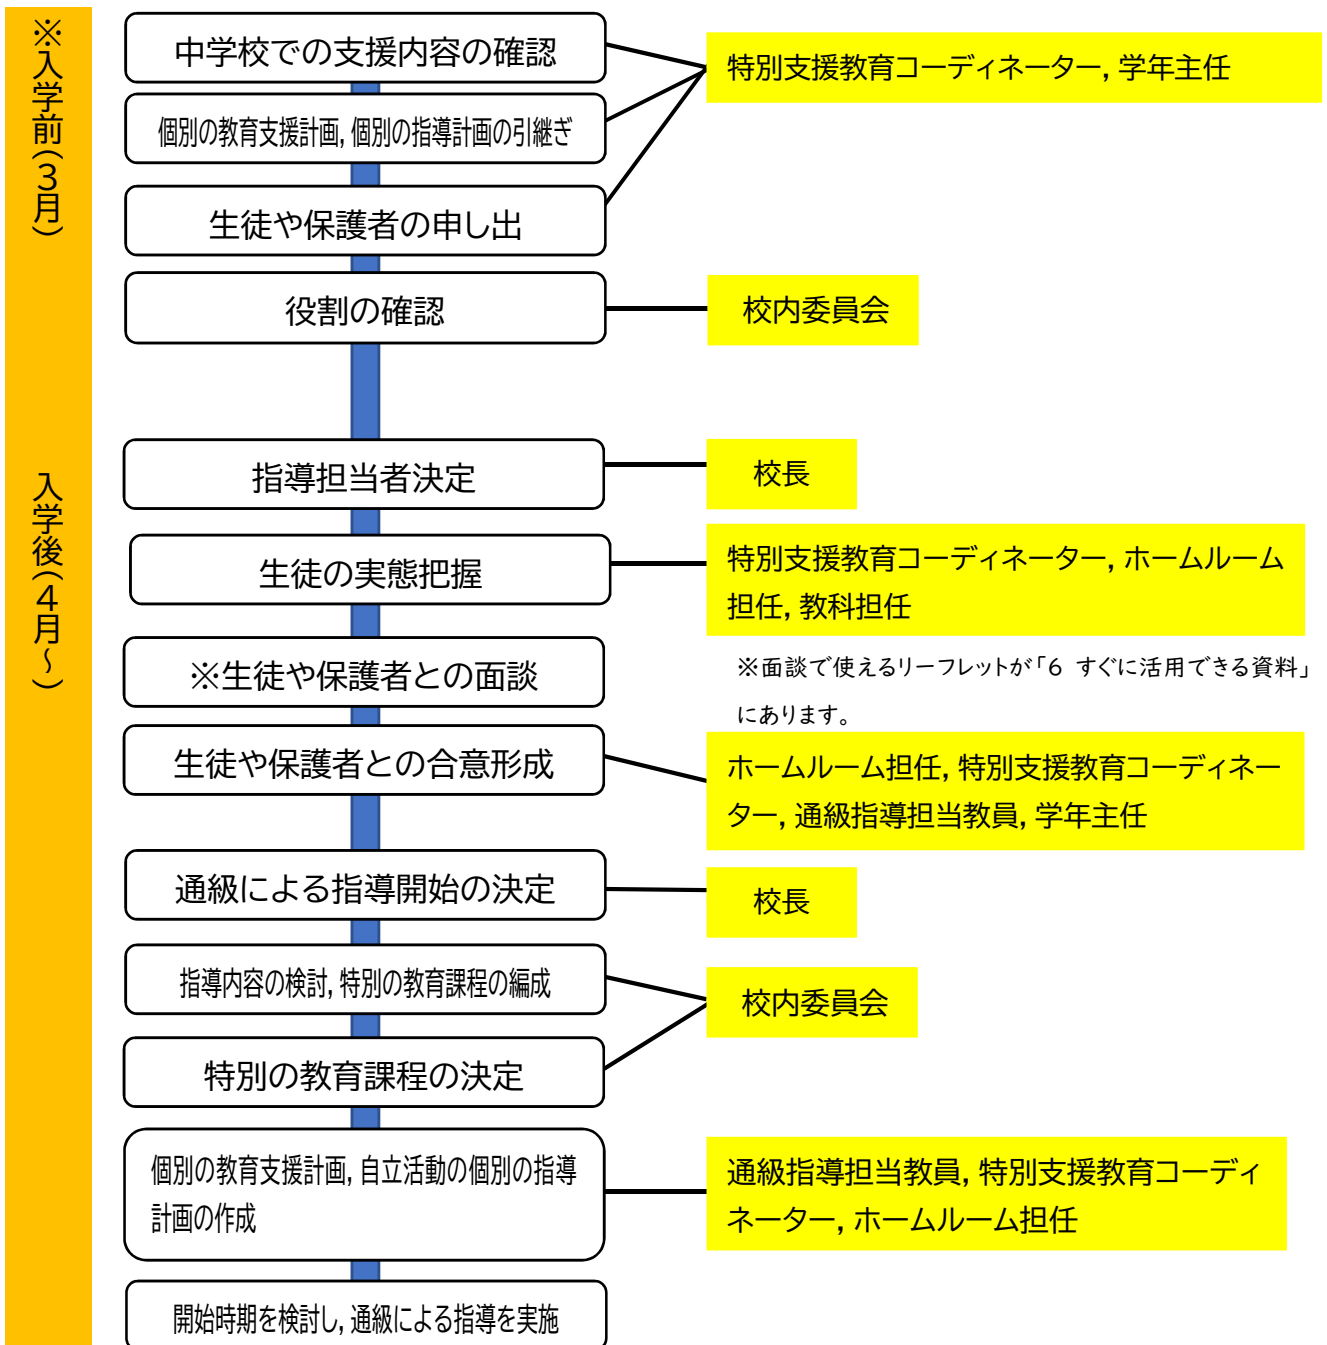 ※入学前(3月)
中学校での支援内容の確認
特別支援教育コーディネーター, 学年主任
個別の教育支援計画, 個別の指導計画の引継ぎ
生徒や保護者の申し出
役割の確認
校内委員会
入学後(4月~)
指導担当者決定
校長
生徒の実態把握
特別支援教育コーディネーター, ホームルーム
担任, 教科担任
※生徒や保護者との面談
※面談で使えるリーフレットが「6 すぐに活用できる資料」
にあります。
生徒や保護者との合意形成
ホームルーム担任, 特別支援教育コーディネー
ター, 通級指導担当教員, 学年主任
通級による指導開始の決定
校長
指導内容の検討, 特別の教育課程の編成
校内委員会
特別の教育課程の決定
個別の教育支援計画, 自立活動の個別の指導
計画の作成
通級指導担当教員, 特別支援教育コーディ
ネーター, ホームルーム担任
開始時期を検討し, 通級による指導を実施